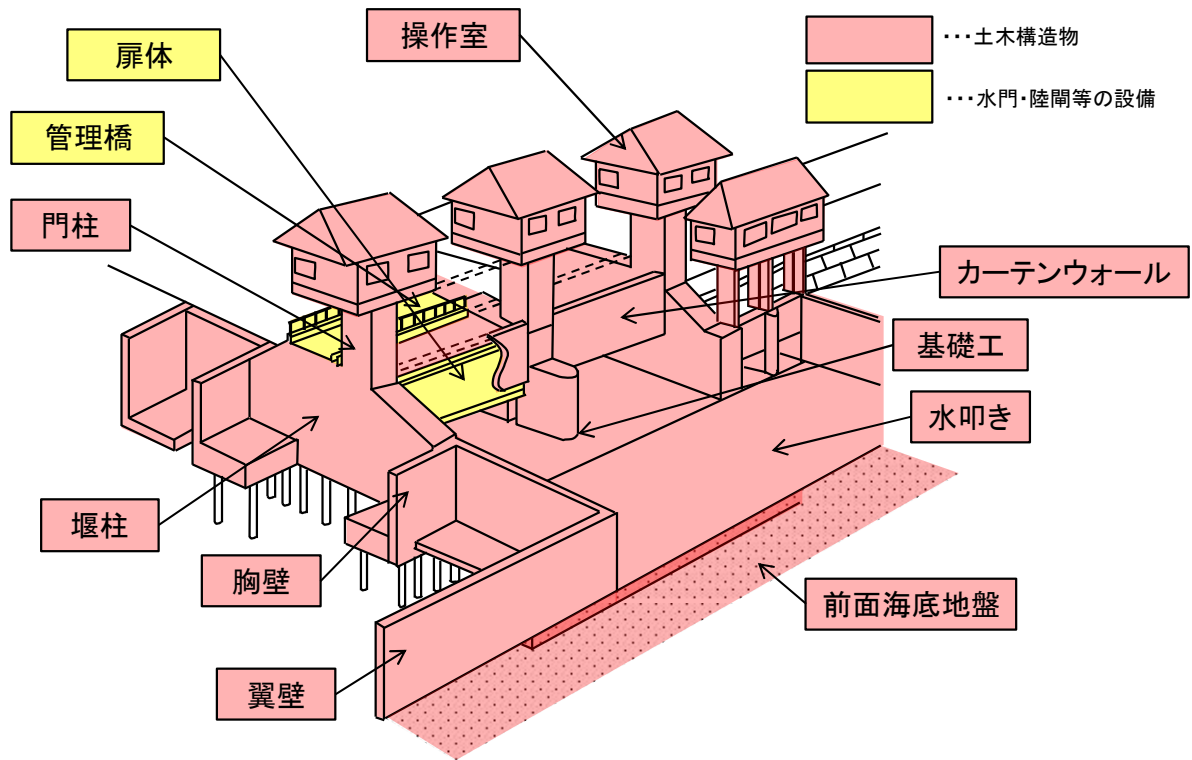 操作室
・・・土木構造物
扉体
・・・水門・陸閘等の設備
管理橋
門柱
カーテンウォール
基礎工
水叩き
堰柱
胸壁
前面海底地盤
翼壁